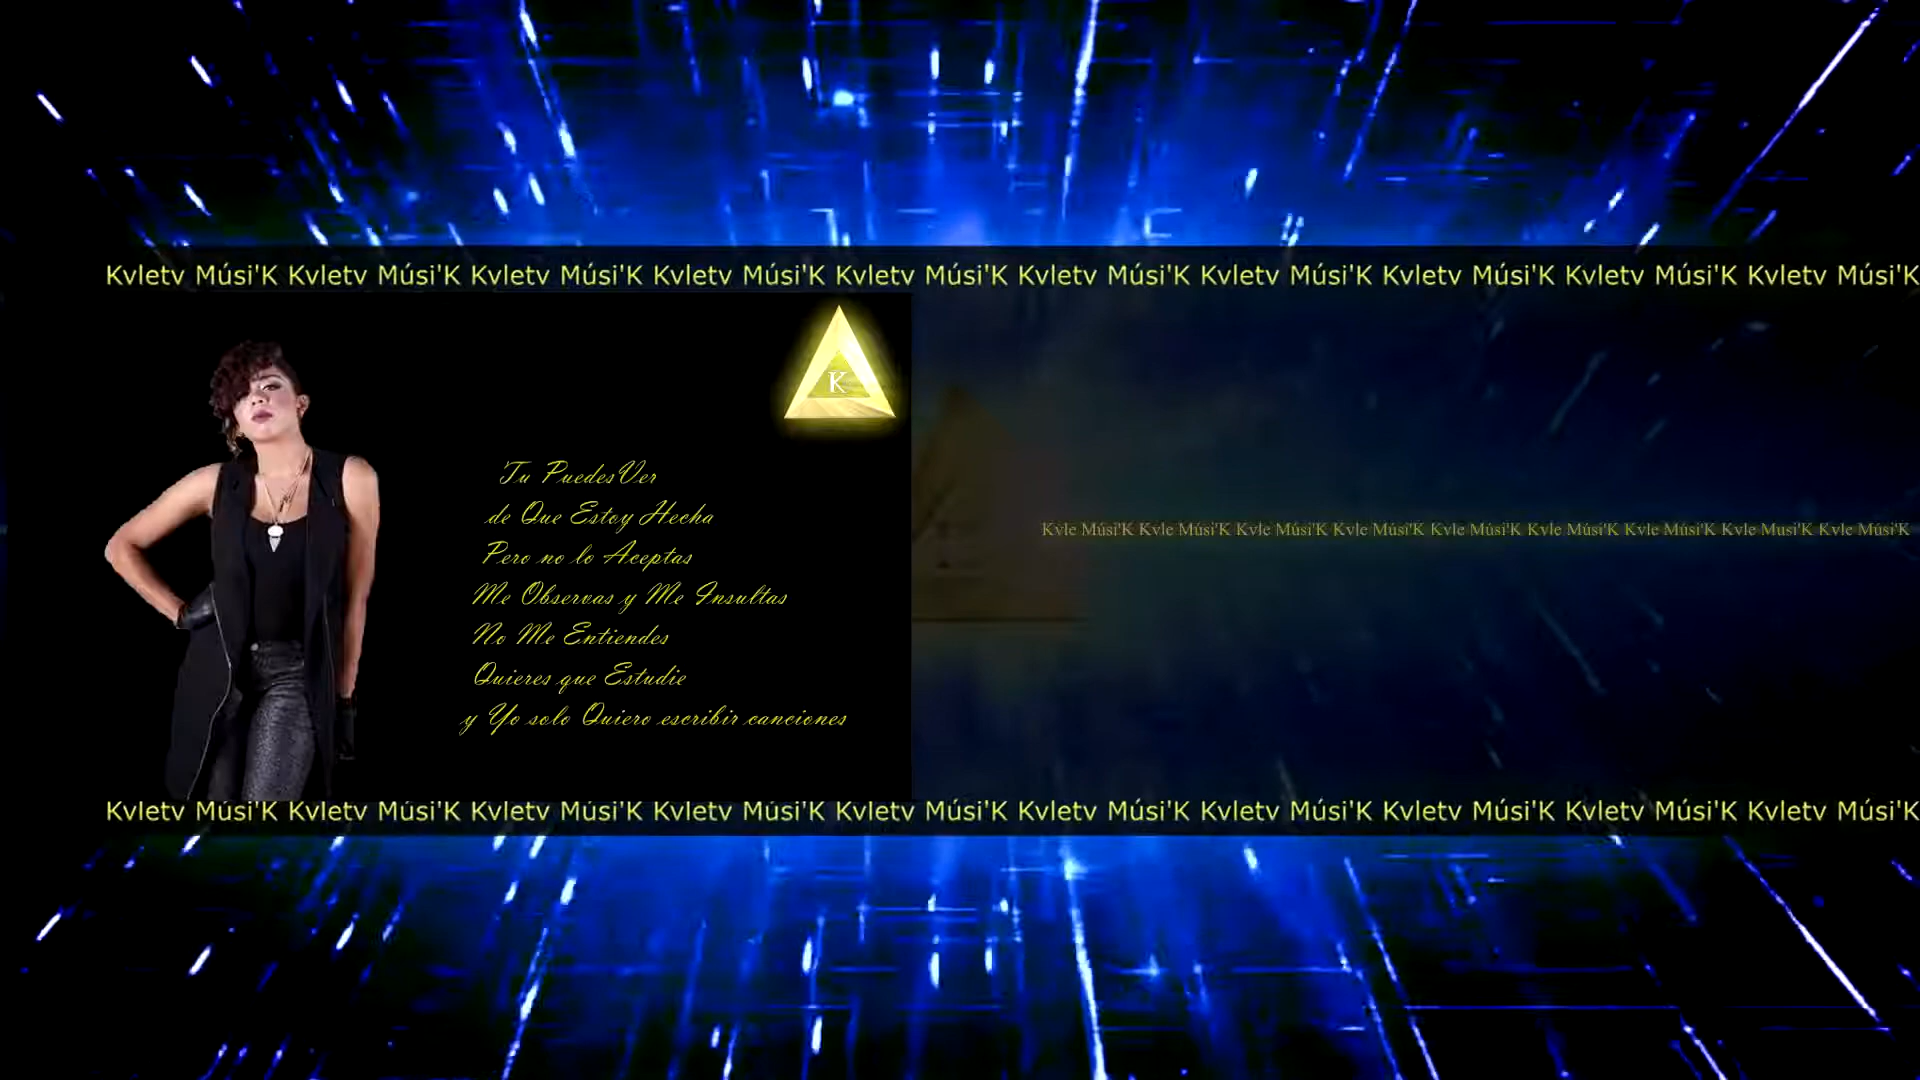 Kvletv Músi'K Kvletv Músi'K Kvletv Músi'K Kvletv Músi'K Kvletv Músi'K Kvletv Músi'K Kvletv Músi'K Kvletv Músi'K Kvletv Músi'K Kvletv Músi'K
K
Tu Puedes Ver
de Que Estoy Hecha
Pero no lo Aceptas
Me Observas y Me Insultas
No Me Entiendes
Quieres que Estudie
y Yo solo Quiero escribir canciones
Kvle Músi'K Kvle Músi'K Kvle Músi'K Kvle Músi'K Kvle Músi'K Kvle Músi'K Kvle Músi'K Kvle Músi'K Kvle Músi'K
Kvletv Músi'K Kvletv Músi'K Kvletv Músi'K Kvletv Músi'K Kvletv Músi'K Kvletv Músi'K Kvletv Músi'K Kvletv Músi'K Kvletv Músi'K Kvletv Músi'K